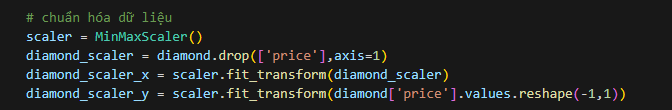 # chuẩn hóa dữ liệu
scaler = MinMaxScaler()
diamond_scaler = diamond.drop(['price'],axis=1)
diamond_scaler_x = scaler.fit_transform(diamond_scaler)
diamond_scaler_y = scaler.fit_transform(diamond['price'].values.reshape(-1,1))